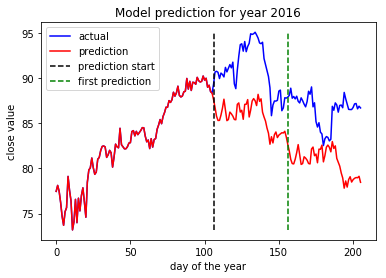 Model prediction for year 2016
actual
prediction
prediction start
first prediction
close value
95
90
85
80
75
0 50 100 150 200
day of the year